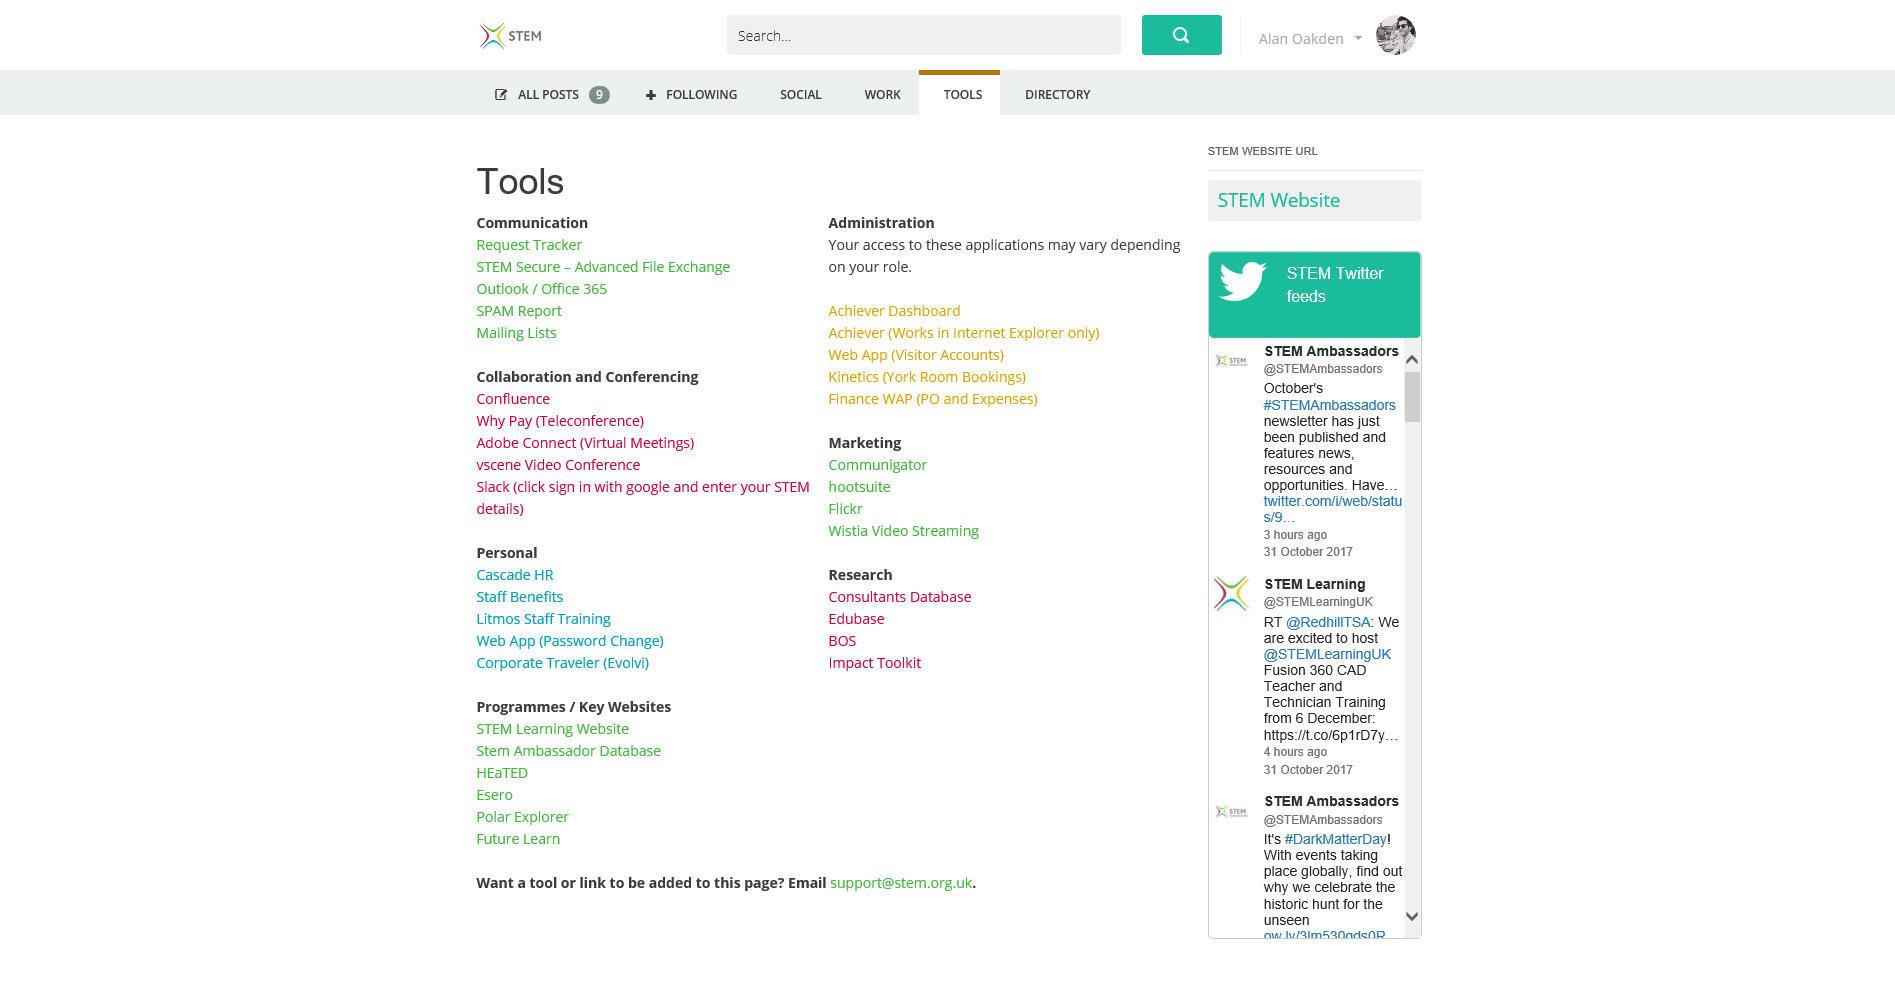 STEM
Search...
Alan Oakden
ALL POSTS 9
FOLLOWING
SOCIAL
WORK
TOOLS
DIRECTORY
Tools
Communication
Request Tracker
STEM Secure – Advanced File Exchange
Outlook / Office 365
SPAM Report
Mailing Lists
Collaboration and Conferencing
Confluence
Why Pay (Teleconference)
Adobe Connect (Virtual Meetings)
vscene Video Conference
Slack (click sign in with google and enter your STEM
details)
Personal
Cascade HR
Staff Benefits
Litmos Staff Training
Web App (Password Change)
Corporate Traveler (Evolvi)
Programmes / Key Websites
STEM Learning Website
Stem Ambassador Database
HEaTED
Esero
Polar Explorer
Future Learn
Want a tool or link to be added to this page? Email support@stem.org.uk.
Administration
Your access to these applications may vary depending
on your role.
Achiever Dashboard
Achiever (Works in Internet Explorer only)
Web App (Visitor Accounts)
Kinetics (York Room Bookings)
Finance WAP (PO and Expenses)
Marketing
Communigator
hootsuite
Flickr
Wistia Video Streaming
Research
Consultants Database
Edubase
BOS
Impact Toolkit
STEM WEBSITE URL
STEM Website
STEM Twitter
feeds
STEM
STEM Ambassadors
@STEMAmbassadors
October's
#STEMAmbassadors
newsletter has just
been published and
features news,
resources and
opportunities. Have…
twitter.com/i/web/statu
s/9…
3 hours ago
31 October 2017
STEM Learning
@STEMLearningUK
RT @RedhillTSA: We
are excited to host
@STEMLearningUK
Fusion 360 CAD
Teacher and
Technician Training
from 6 December:
https://t.co/6p1rD7y…
4 hours ago
31 October 2017
STEM
STEM Ambassadors
@STEMAmbassadors
It's #DarkMatterDay!
With events taking
place globally, find out
why we celebrate the
historic hunt for the
unseen